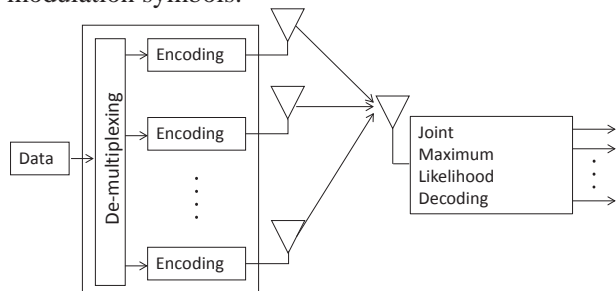 modulation symbols.
Encoding
Encoding
Data
De-multiplexing
Encoding
Joint
Maximum
Likelihood
Decoding